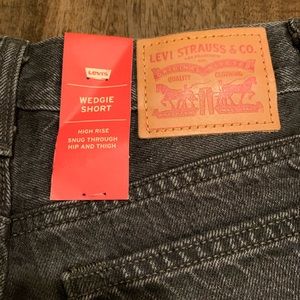 Levi's
WEDGIE
SHORT
HIGH RISE
SNUG THROUGH
HIP AND THIGH
LEVI STRAUSS & CO.
QUALITY CLOTHING